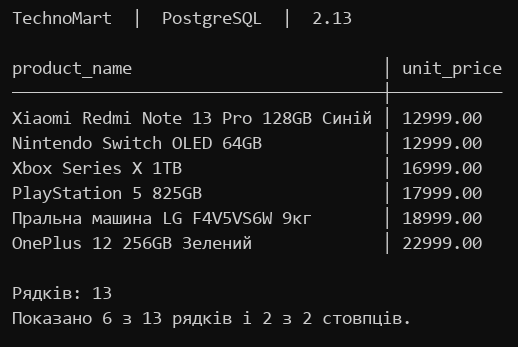 TechnoMart | PostgreSQL | 2.13
product_name | unit_price
Xiaomi Redmi Note 13 Pro 128GB Синій | 12999.00
Nintendo Switch OLED 64GB | 12999.00
Xbox Series X 1TB | 16999.00
PlayStation 5 825GB | 17999.00
Пральна машина LG F4V5VS6W 9кг | 18999.00
OnePlus 12 256GB Зелений | 22999.00
Рядків: 13
Показано 6 з 13 рядків і 2 з 2 стовпців.